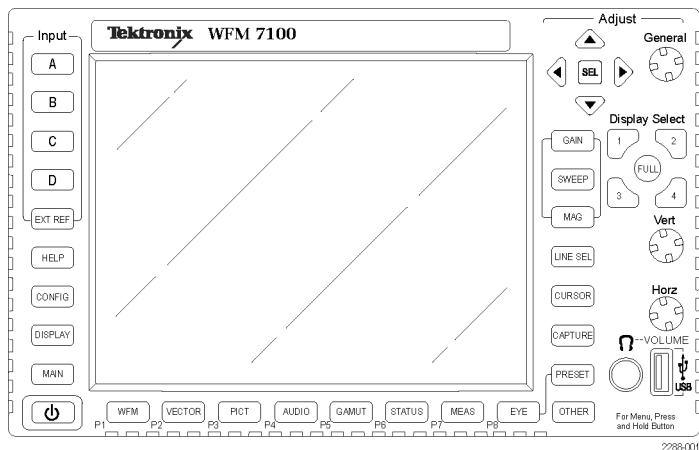 Input
Tektronix WFM 7100
Adjust
General
A
B
C
D
EXT REF
HELP
CONFIG
DISPLAY
MAIN
SEL
Display Select
1
2
FULL
3
4
GAIN
SWEEP
MAG
Vert
LINE SEL
CURSOR
Horz
CAPTURE
VOLUME
PRESET
USB
WFM
VECTOR
PICT
AUDIO
GAMUT
STATUS
MEAS
EYE
OTHER
P1
P2
P3
P4
P5
P6
P7
P8
For Menu, Press
and Hold Button
2288-001